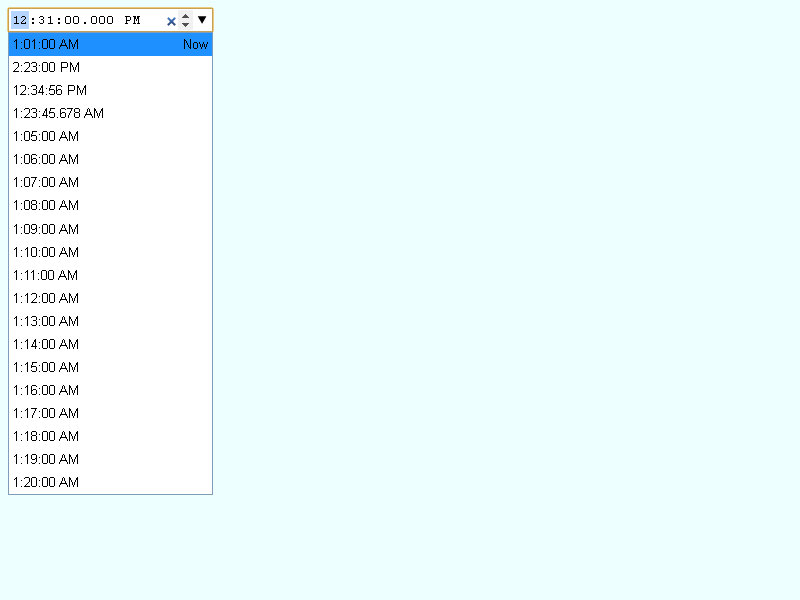 12:31:00.000 PM
1:01:00 AM Now
2:23:00 PM
12:34:56 PM
1:23:45.678 AM
1:05:00 AM
1:06:00 AM
1:07:00 AM
1:08:00 AM
1:09:00 AM
1:10:00 AM
1:11:00 AM
1:12:00 AM
1:13:00 AM
1:14:00 AM
1:15:00 AM
1:16:00 AM
1:17:00 AM
1:18:00 AM
1:19:00 AM
1:20:00 AM